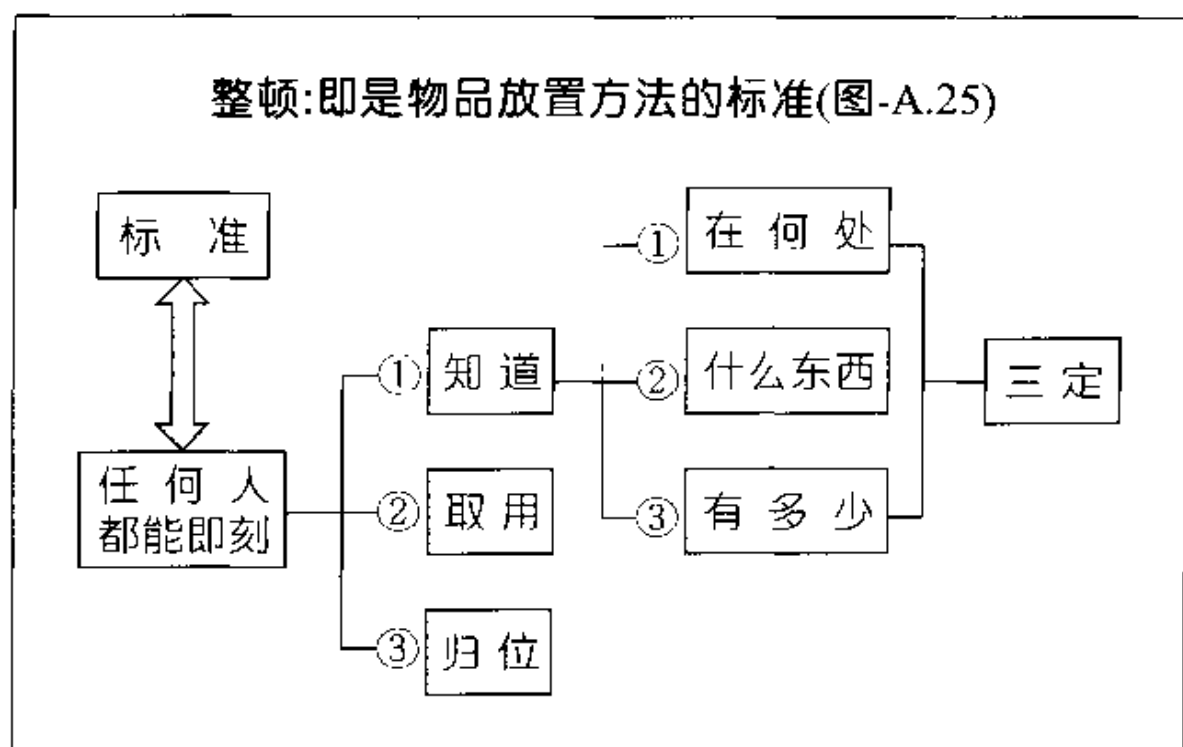 整顿:即是物品放置方法的标准(图-A.25)
标 准
任 何 人
都能即刻
① 知 道
② 取 用
③ 归 位
① 在 何 处
② 什么东西
③ 有 多 少
三 定